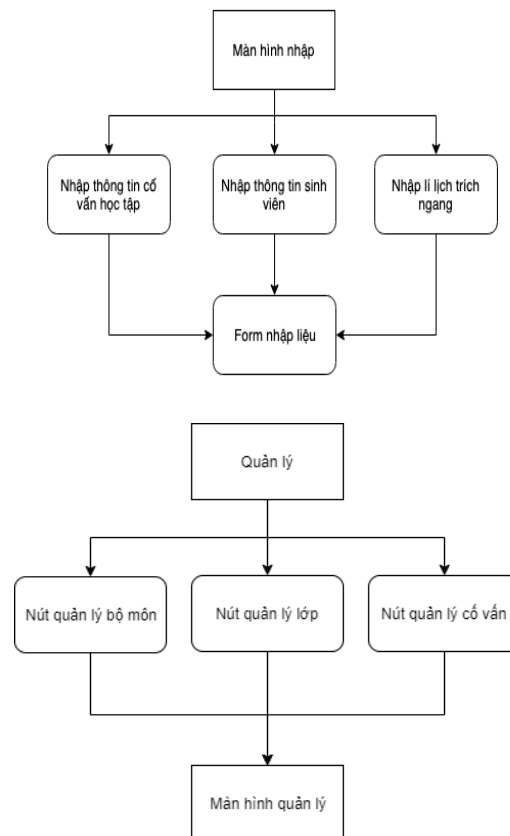 Màn hình nhập
Nhập thông tin cố
vấn học tập
Nhập thông tin sinh
viên
Nhập lí lịch trích
ngang
Form nhập liệu
Quản lý
Nút quản lý bộ môn
Nút quản lý lớp
Nút quản lý cố vấn
Màn hình quản lý